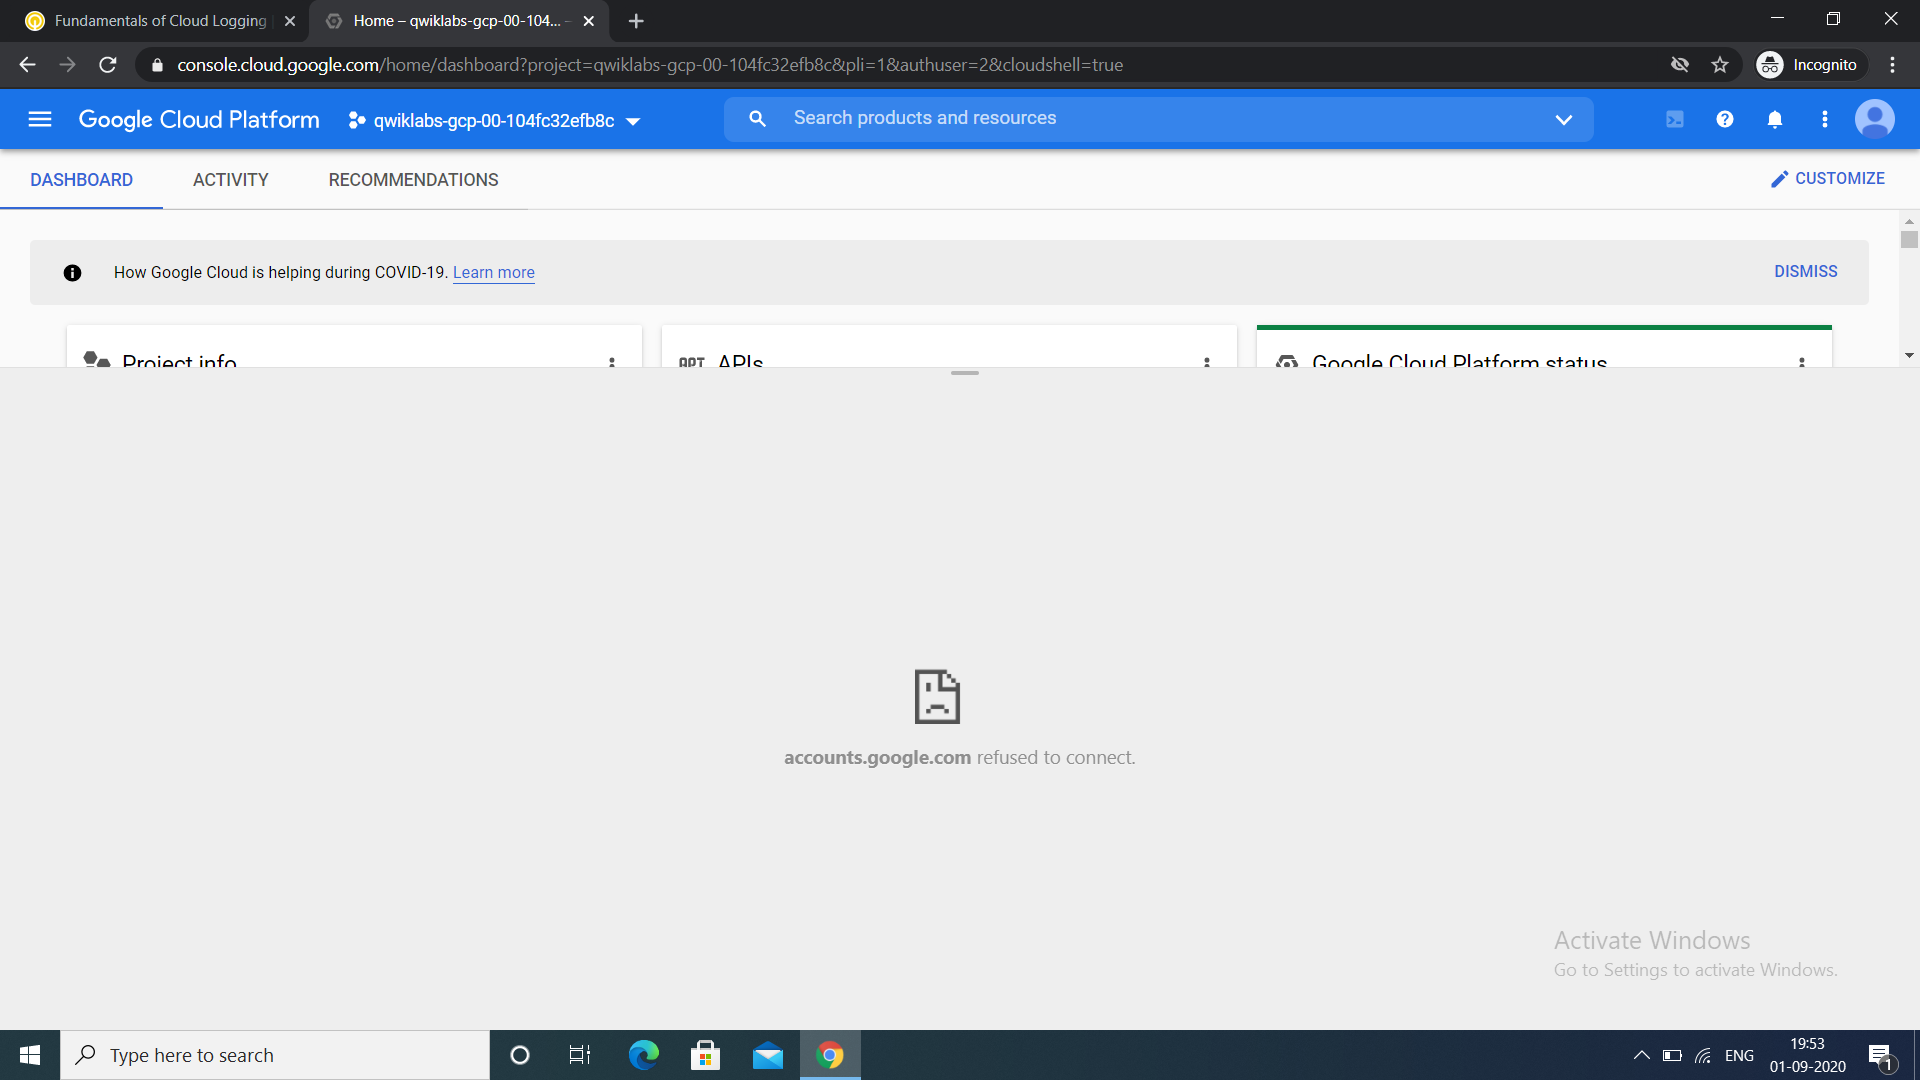 Fundamentals of Cloud Logging
Home – qwiklabs-gcp-00-104... –
console.cloud.google.com/home/dashboard?project=qwiklabs-gcp-00-104fc32efb8c&pli=1&authuser=2&cloudshell=true
Incognito
Google Cloud Platform
qwiklabs-gcp-00-104fc32efb8c
Search products and resources
DASHBOARD
ACTIVITY
RECOMMENDATIONS
CUSTOMIZE
How Google Cloud is helping during COVID-19. Learn more
DISMISS
Project info
API APIs
Google Cloud Platform status
accounts.google.com refused to connect.
Activate Windows
Go to Settings to activate Windows.
Type here to search
ENG
19:53
01-09-2020
1